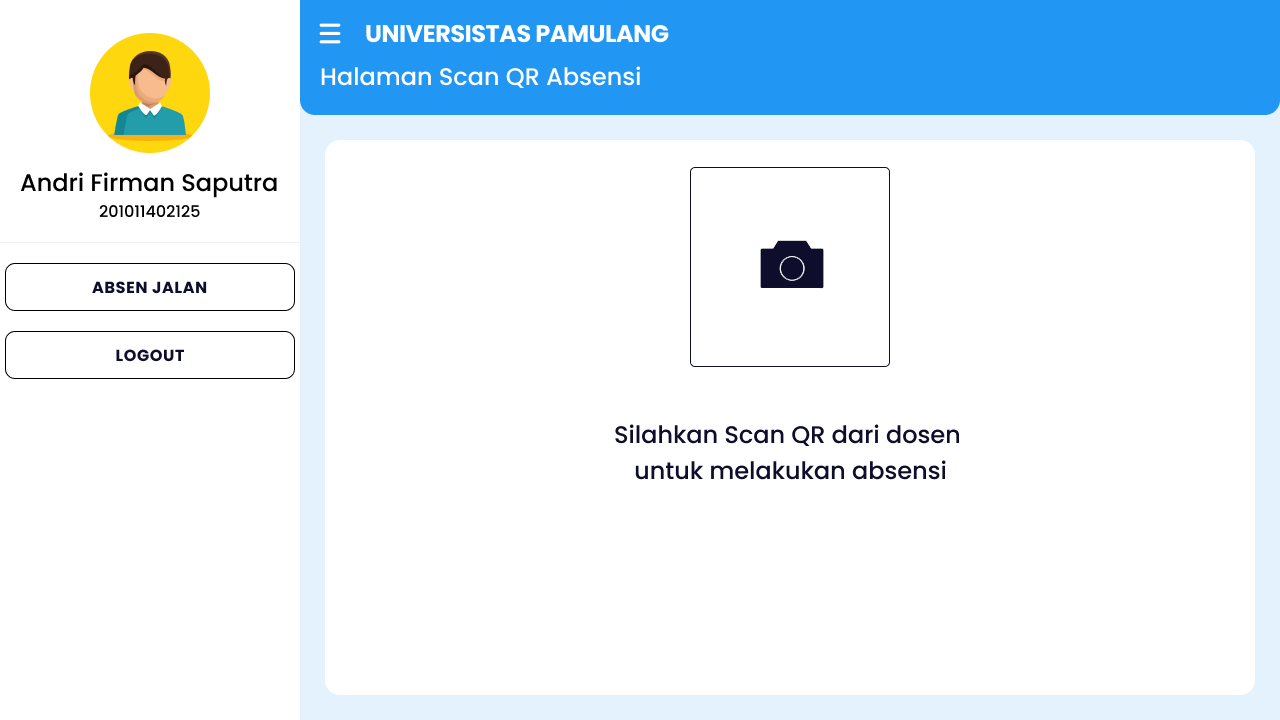 Andri Firman Saputra
201011402125
ABSEN JALAN
LOGOUT
UNIVERSISTAS PAMULANG
Halaman Scan QR Absensi
Silahkan Scan QR dari dosen
untuk melakukan absensi